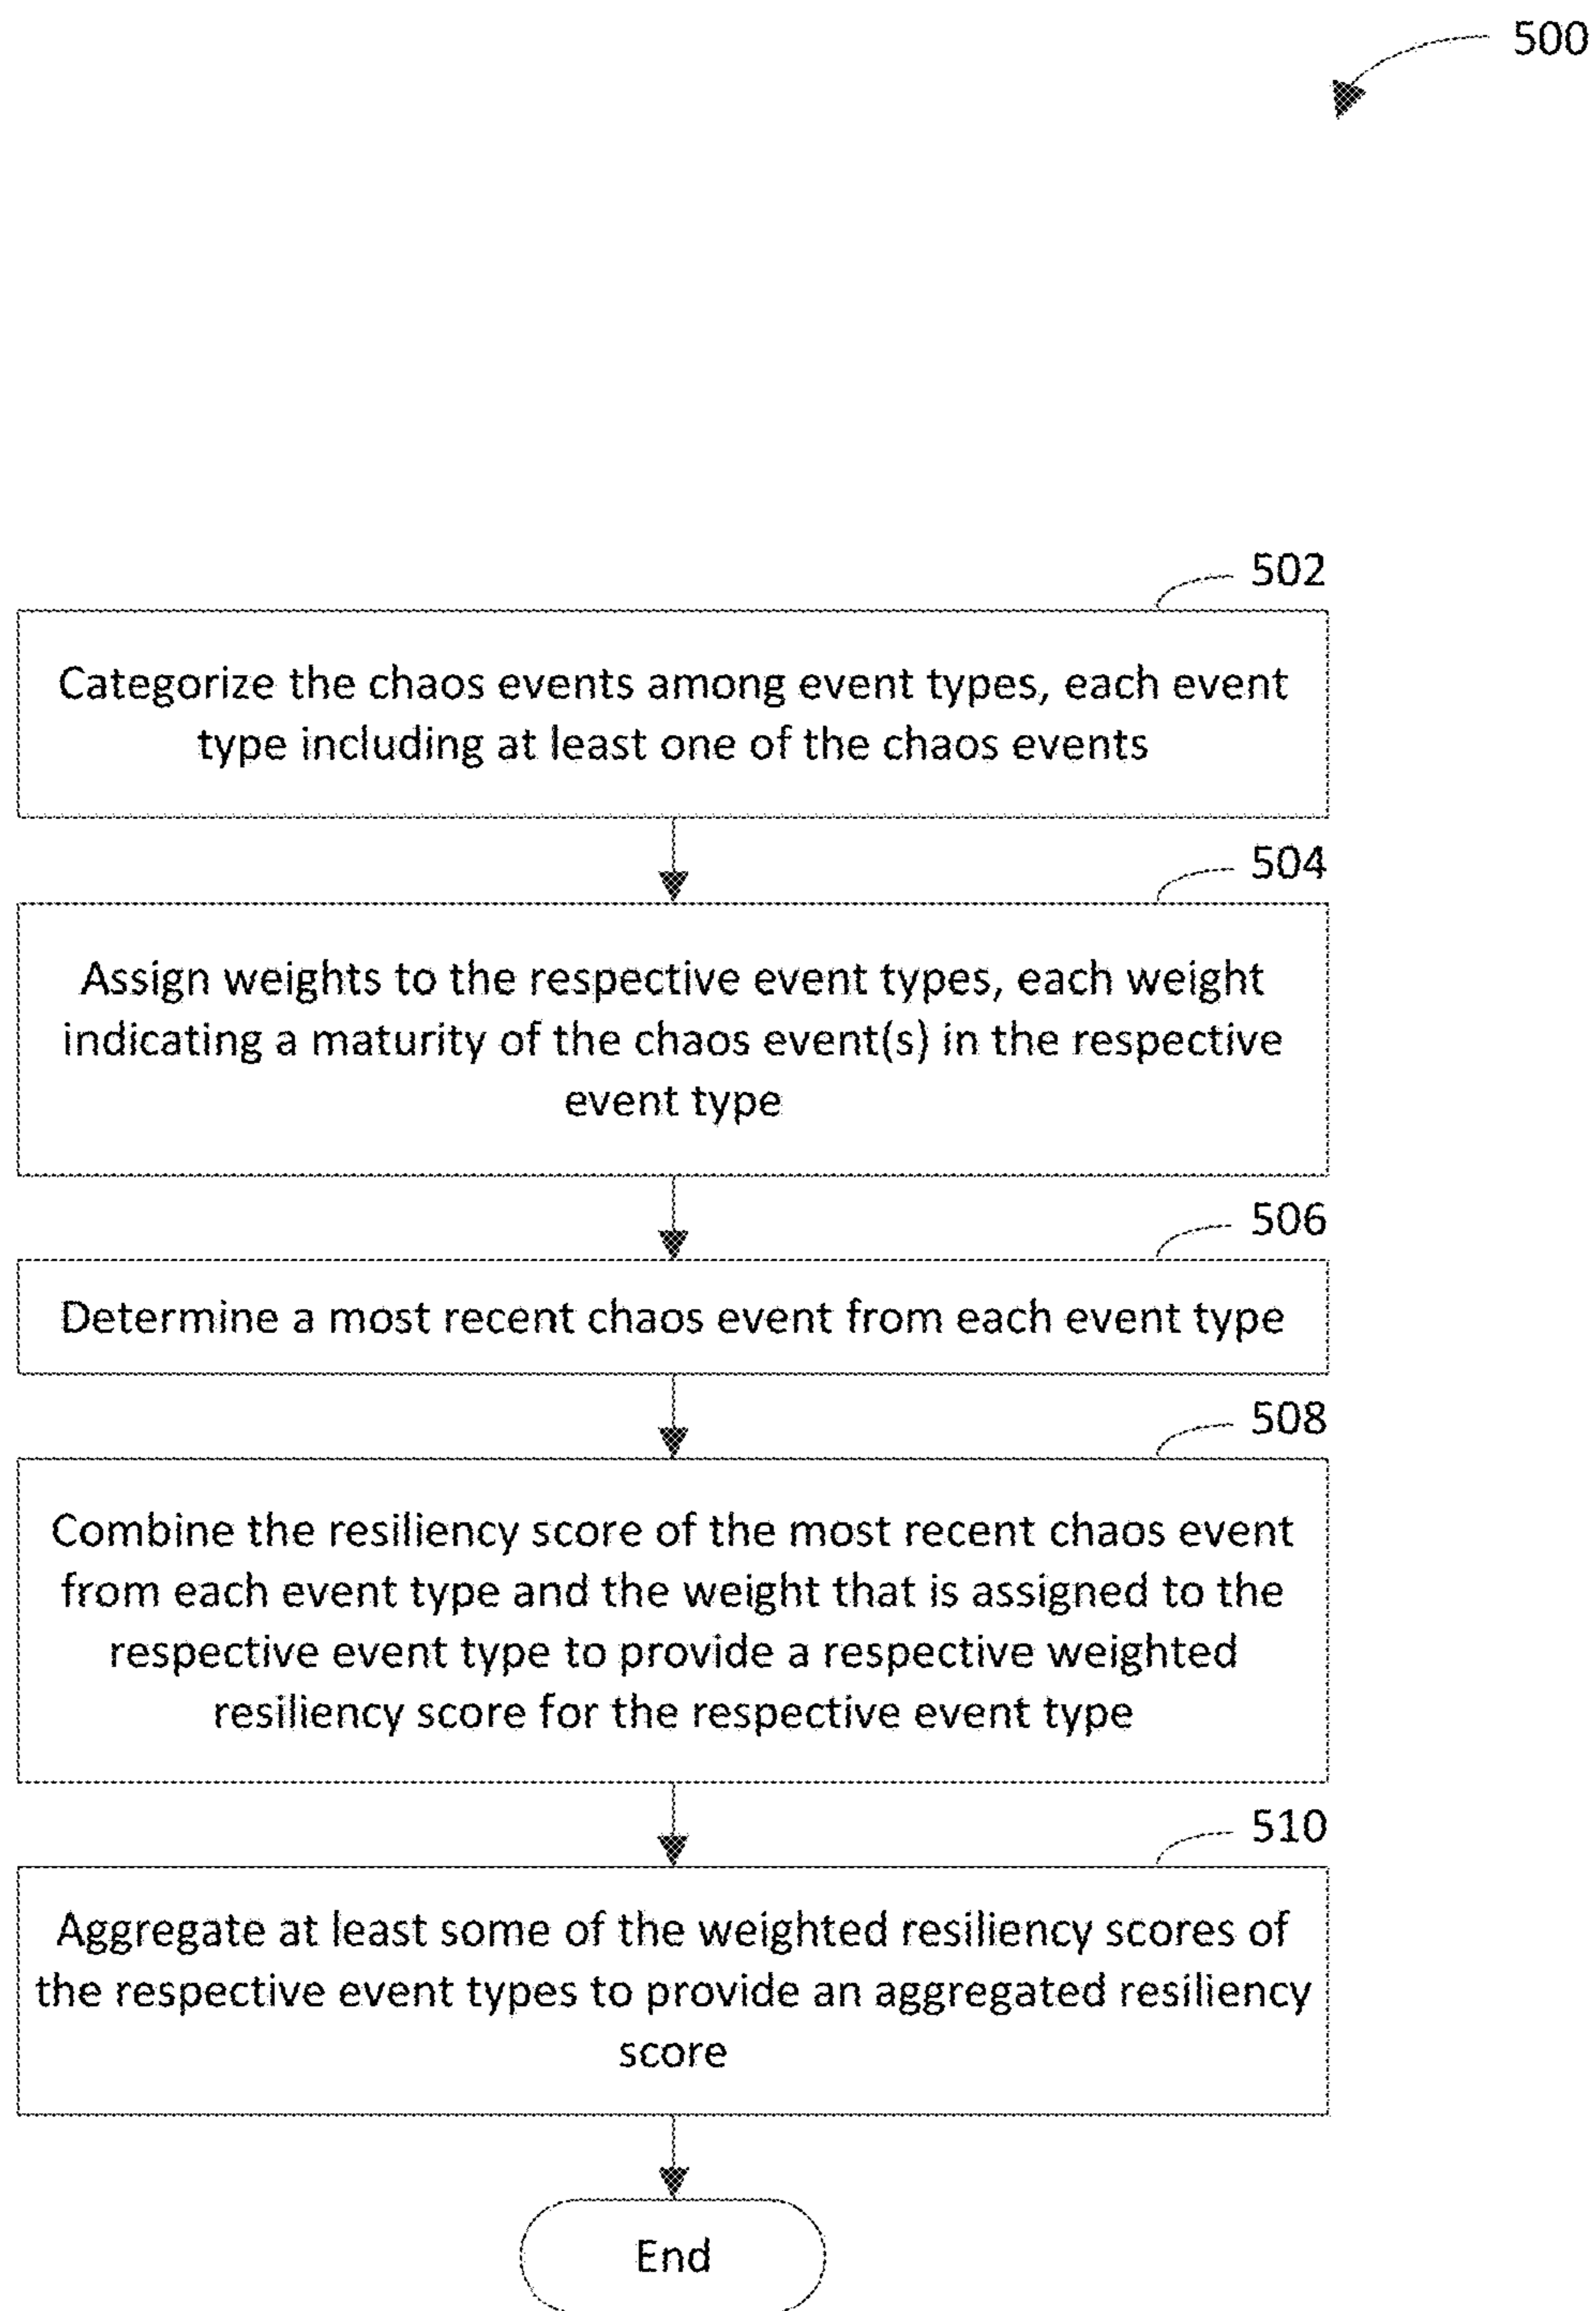 500
502
Categorize the chaos events among event types, each event
type including at least one of the chaos events
504
Assign weights to the respective event types, each weight
indicating a maturity of the chaos event(s) in the respective
event type
506
Determine a most recent chaos event from each event type
508
Combine the resiliency score of the most recent chaos event
from each event type and the weight that is assigned to the
respective event type to provide a respective weighted
resiliency score for the respective event type
510
Aggregate at least some of the weighted resiliency scores of
the respective event types to provide an aggregated resiliency
score
End